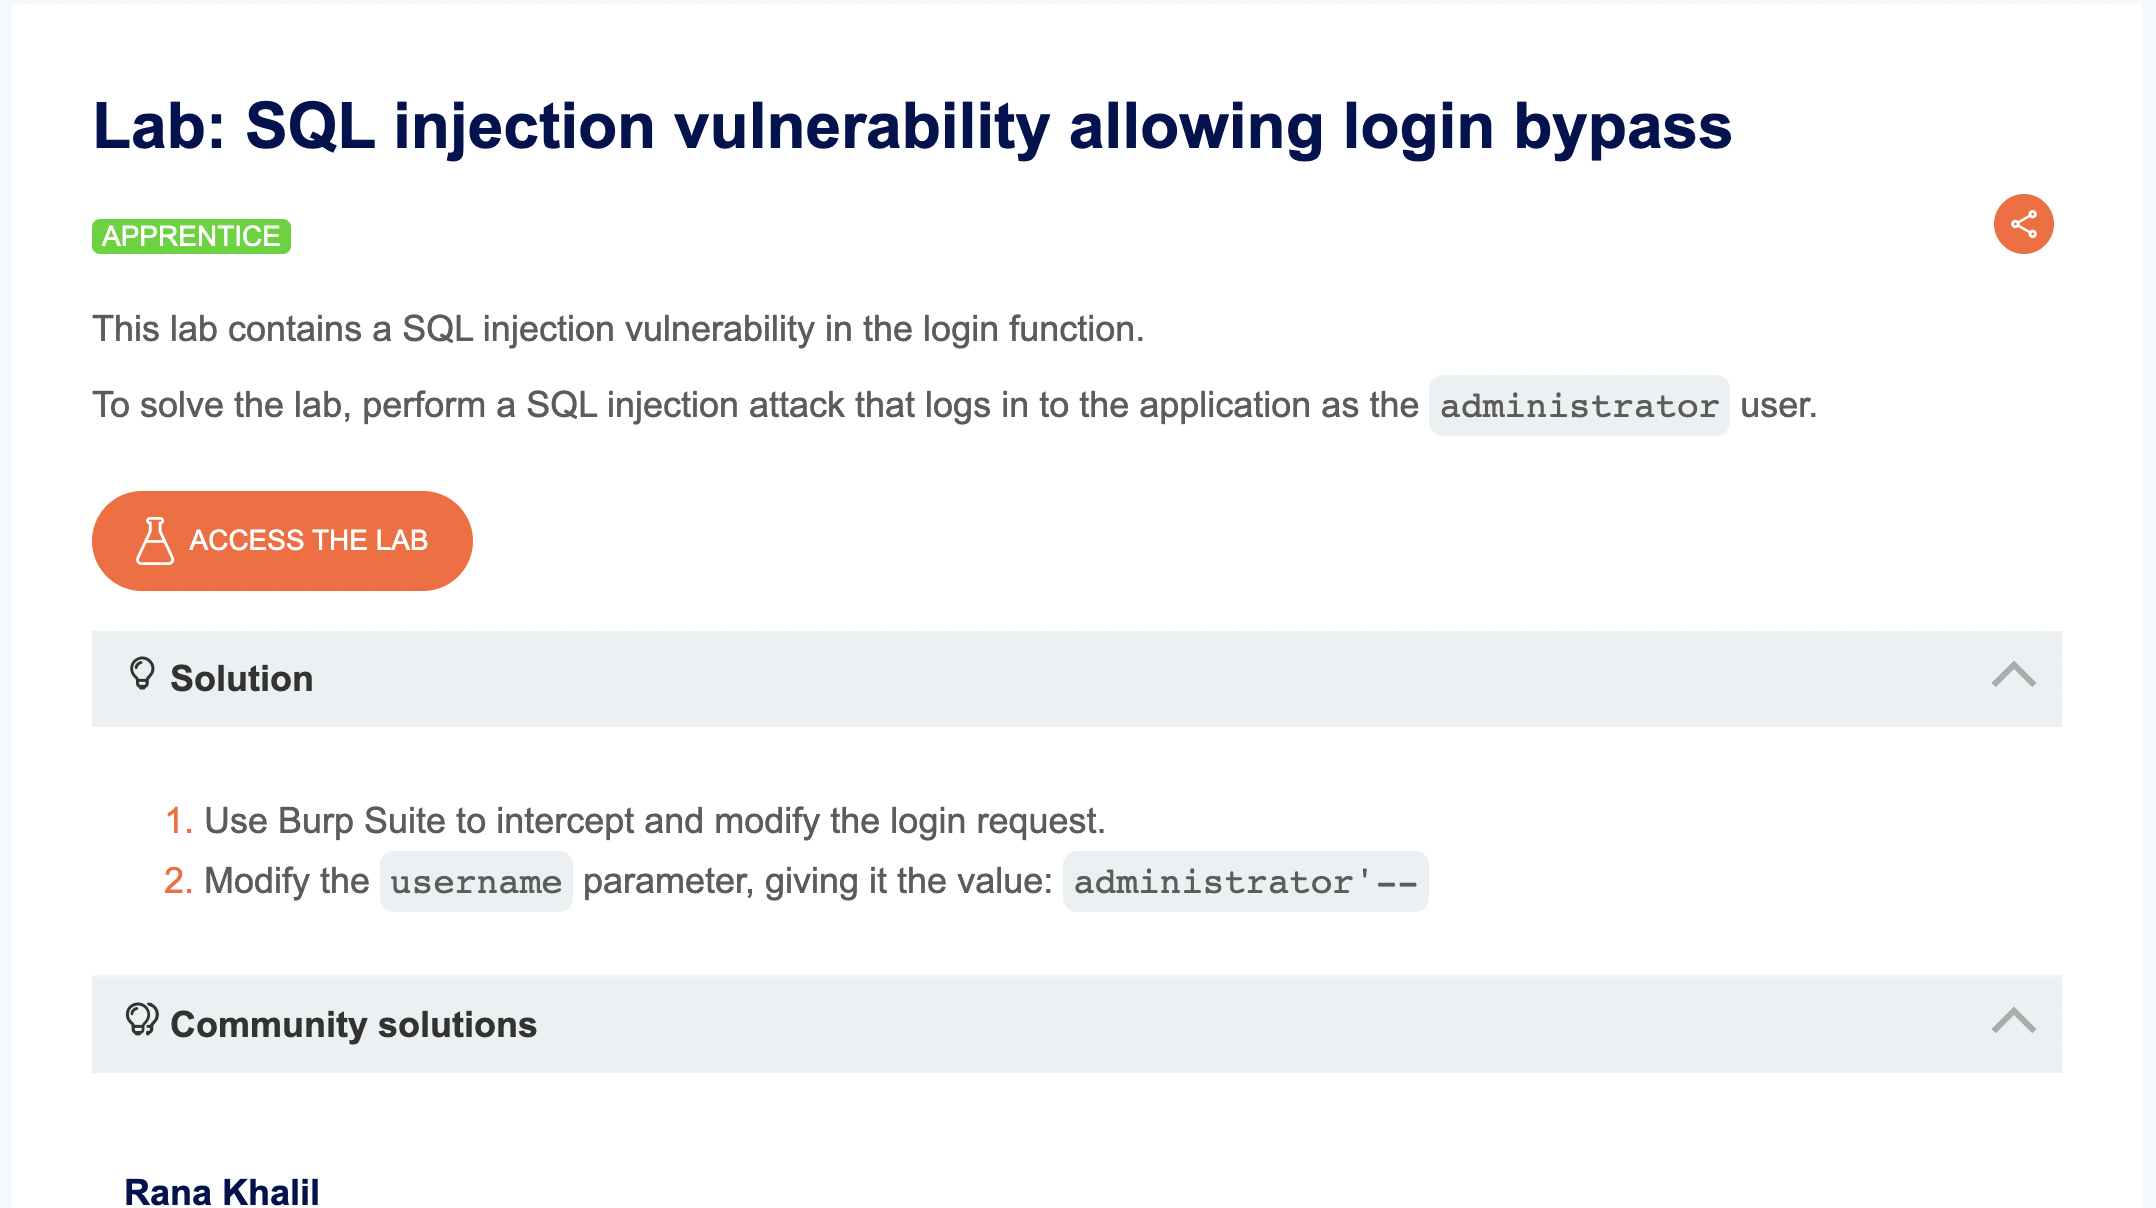 Lab: SQL injection vulnerability allowing login bypass
APPRENTICE
This lab contains a SQL injection vulnerability in the login function.
To solve the lab, perform a SQL injection attack that logs in to the application as the administrator user.
ACCESS THE LAB
Solution
1. Use Burp Suite to intercept and modify the login request.
2. Modify the username parameter, giving it the value: administrator'--
Community solutions
Rana Khalil